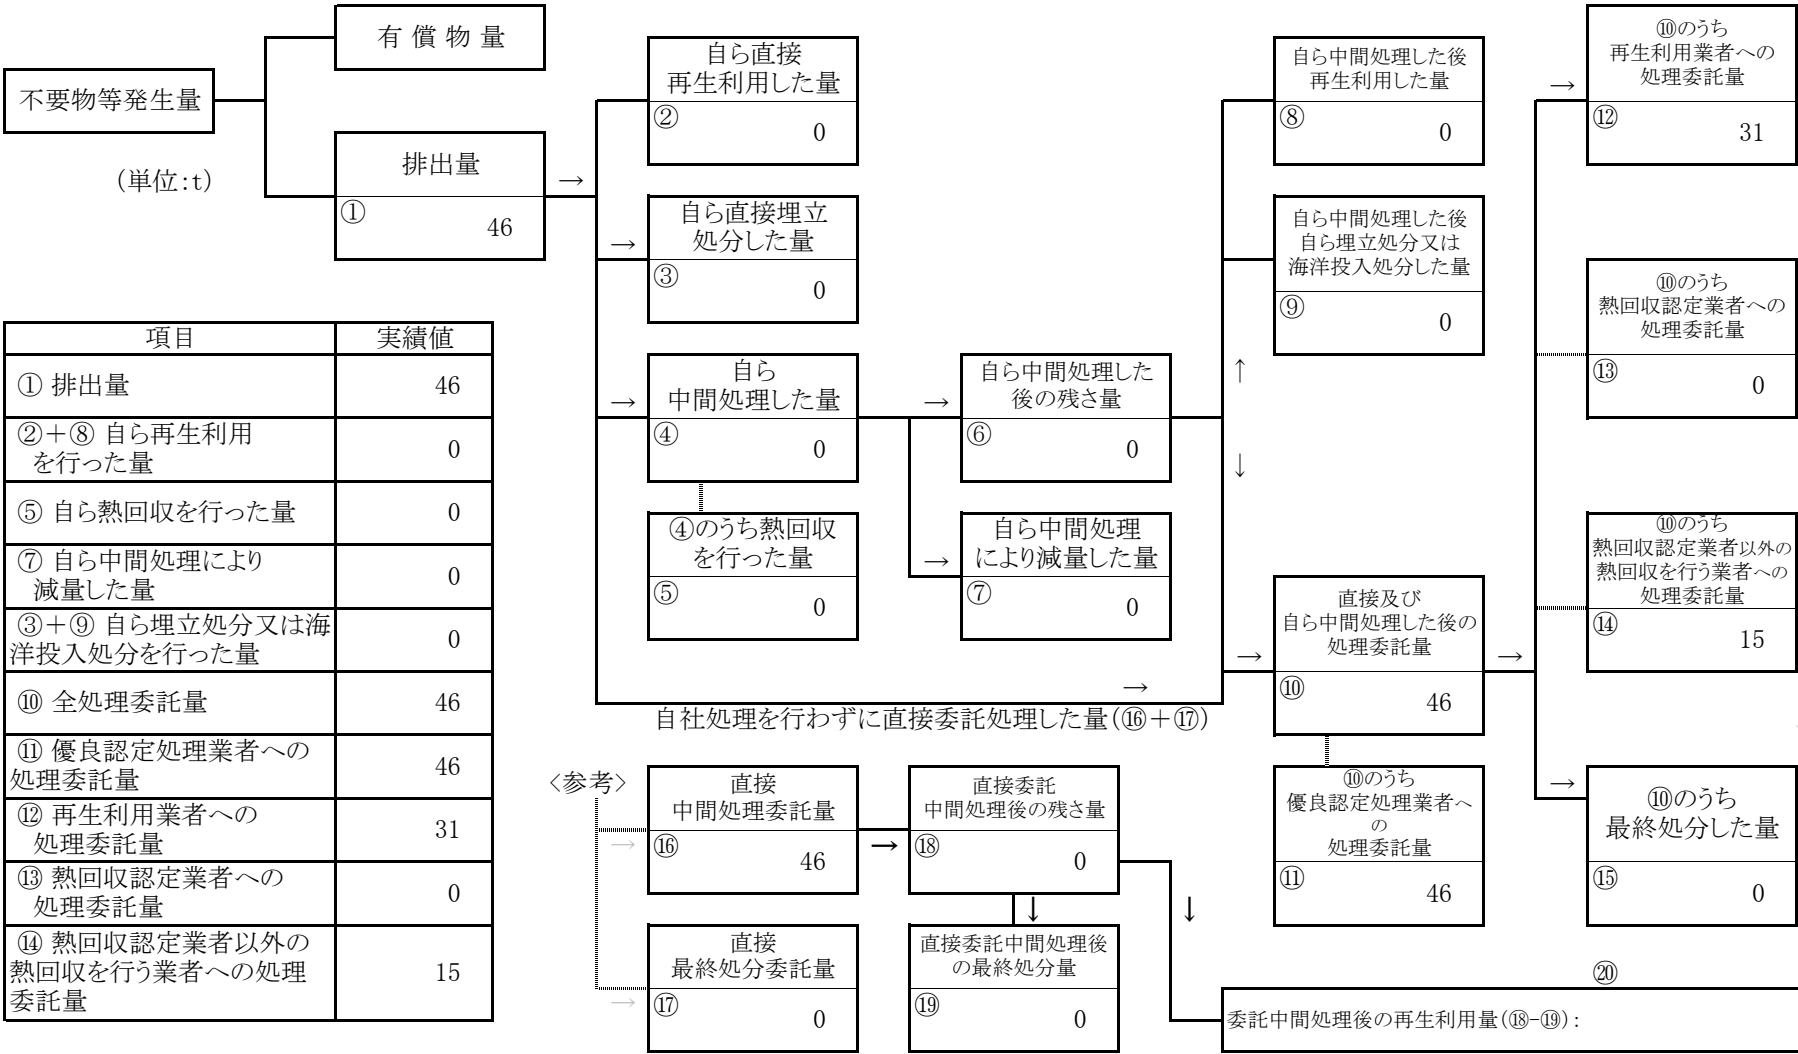 不要物等発生量
(単位:t)
有 償 物 量
排出量
①
46
→
自ら直接
再生利用した量
②
0
→
自ら直接埋立
処分した量
③
0
→
自ら
中間処理した量
④
0
④のうち熱回収
を行った量
⑤
0
→
自ら中間処理した
後の残さ量
⑥
0
→
自ら中間処理
により減量した量
⑦
0
自ら中間処理した後
再生利用した量
⑧
0
自ら中間処理した後
自ら埋立処分又は
海洋投入処分した量
⑨
0
↑
↓
→
自社処理を行わずに直接委託処理した量(⑯+⑰)
→
直接及び
自ら中間処理した後の
処理委託量
⑩
46
→
⑩のうち
優良認定処理業者へ
の
処理委託量
⑪
46
→
⑩のうち
再生利用業者への
処理委託量
⑫
31
⑩のうち
熱回収認定業者への
処理委託量
⑬
0
⑩のうち
熱回収認定業者以外の
熱回収を行う業者への
処理委託量
⑭
15
→
⑩のうち
最終処分した量
⑮
0
項目 実績値
① 排出量 46
②+⑧ 自ら再生利用
を行った量 0
⑤ 自ら熱回収を行った量 0
⑦ 自ら中間処理により
減量した量 0
③+⑨ 自ら埋立処分又は海
洋投入処分を行った量 0
⑩ 全処理委託量 46
⑪ 優良認定処理業者への
処理委託量 46
⑫ 再生利用業者への
処理委託量 31
⑬ 熱回収認定業者への
処理委託量 0
⑭ 熱回収認定業者以外の
熱回収を行う業者への処理
委託量 15
<参考>
→
直接
中間処理委託量
⑯
46
→
直接委託
中間処理後の残さ量
⑱
0
↓
↓
→
直接
最終処分委託量
⑰
0
直接委託中間処理後
の最終処分量
⑲
0
⑳
委託中間処理後の再生利用量(⑱-⑲):